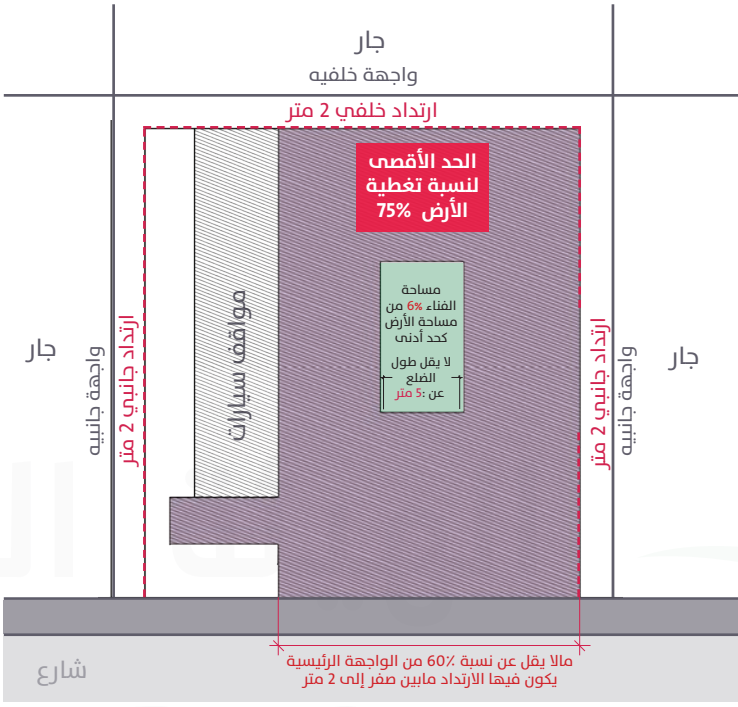 جار
واجهة خلفيه
ارتداد خلفي 2 متر
الحد الأقصى
لنسبة تغطية
الأرض 75%
مساحة
الفناء 6% من
مساحة الأرض
كحد أدنى
لا يقل طول
الضلع
عن :5 متر
مواقف سيارات
جار
واجهة جانبيه
ارتداد جانبي 2 متر
ارتداد جانبي 2 متر
واجهة جانبيه
جار
مالا يقل عن نسبة 60٪ من الواجهة الرئيسية
يكون فيها الارتداد مابين صفر إلى 2 متر
شارع